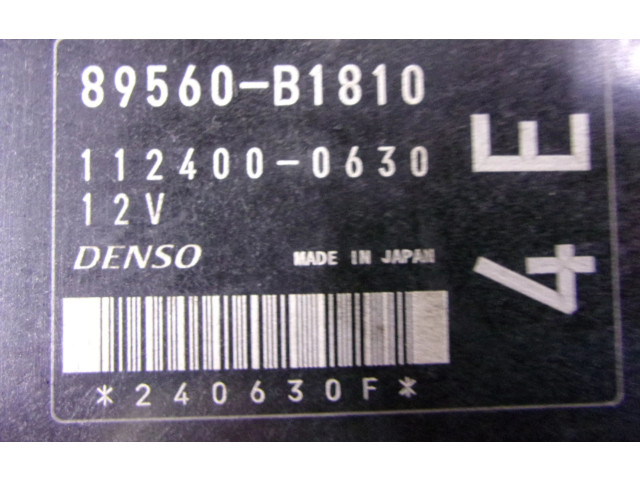 89560-B1810
112400-0630
12V
DENSO MADE IN JAPAN
*240630F*
4E